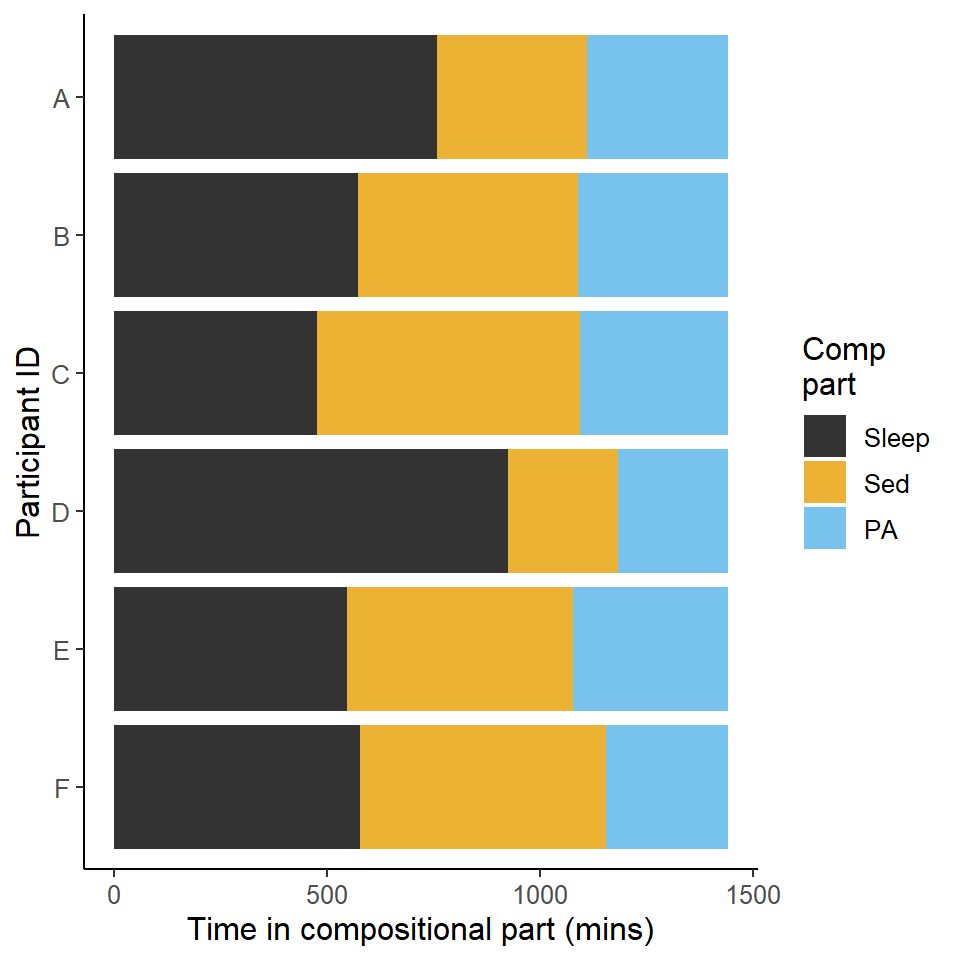 A
B
C
D
E
F
Participant ID
0 500 1000 1500
Time in compositional part (mins)
Comp
part
Sleep
Sed
PA